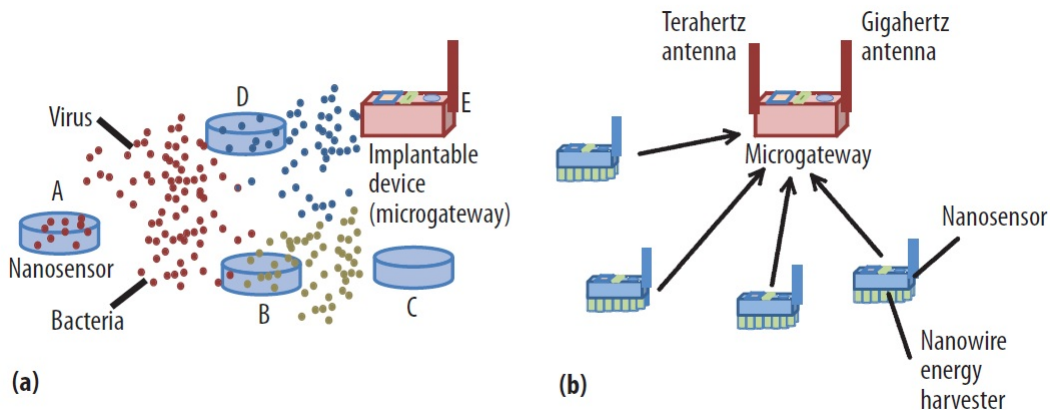 Virus
D
E
A
Implantable
device
(microgateway)
Nanosensor
Bacteria
B
C
(a)
Terahertz
antenna
Gigahertz
antenna
Microgateway
Nanosensor
Nanowire
energy
harvester
(b)